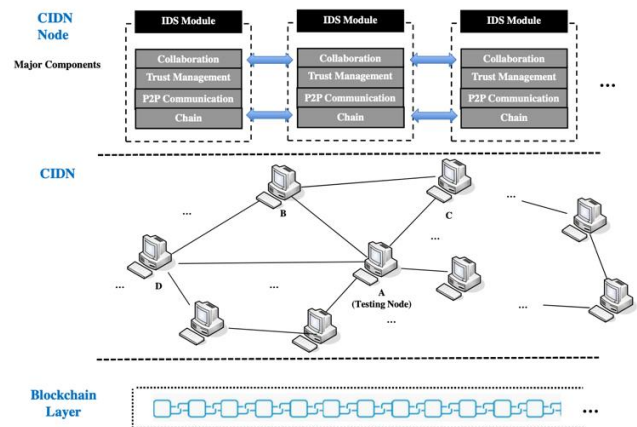 CIDN
Node
Major Components
IDS Module
Collaboration
Trust Management
P2P Communication
Chain
IDS Module
Collaboration
Trust Management
P2P Communication
Chain
IDS Module
Collaboration
Trust Management
P2P Communication
Chain
...
CIDN
B
C
D
A
(Testing Node)
...
...
...
...
...
...
...
Blockchain
Layer
...